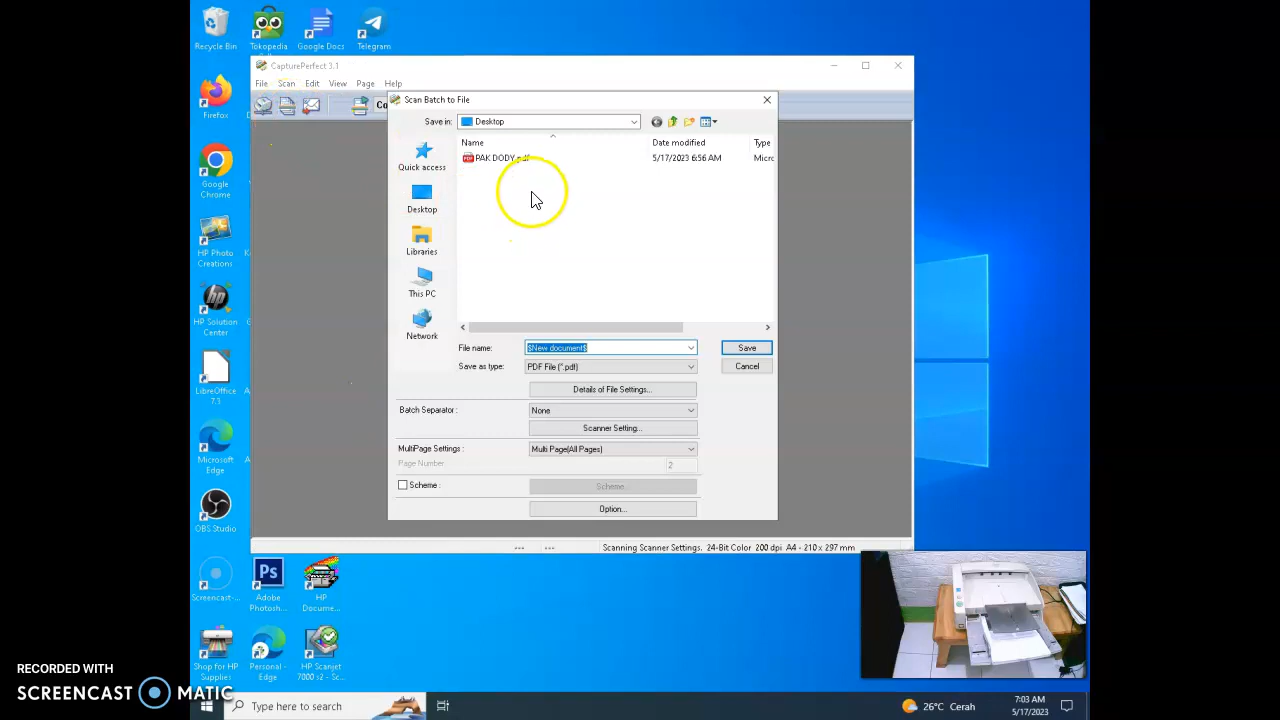 Recycle Bin
Tokopedia
Google Docs
Telegram
CapturePerfect 3.1
File Scan Edit View Page Help
Co
Scan Batch to File
Save in: Desktop
Name Date modified Type
PAK DODY.pdf 5/17/2023 6:56 AM Micro
Quick access
Desktop
Libraries
This PC
Network
File name: $New document$ Save
Save as type: PDF File (*.pdf) Cancel
Details of File Settings...
Batch Separator : None
Scanner Setting...
MultiPage Settings : Multi Page(All Pages)
Page Number 2
Scheme : Scheme
Option...
Scanning Scanner Settings, 24-Bit Color 200 dpi A4 - 210 x 297 mm
Firefox
Google
Chrome
HP Photo
Creations
HP Solution
Center
LibreOffice
7.3
Microsoft
Edge
OBS Studio
Screencast-...
Ps
Adobe
Photosh...
HP
Docume...
Shop for HP
Supplies
Personal -
Edge
HP Scanjet
7000 s2 - Sc...
RECORDED WITH
SCREENCAST MATIC
Type here to search
26°C Cerah
7:03 AM
5/17/2023